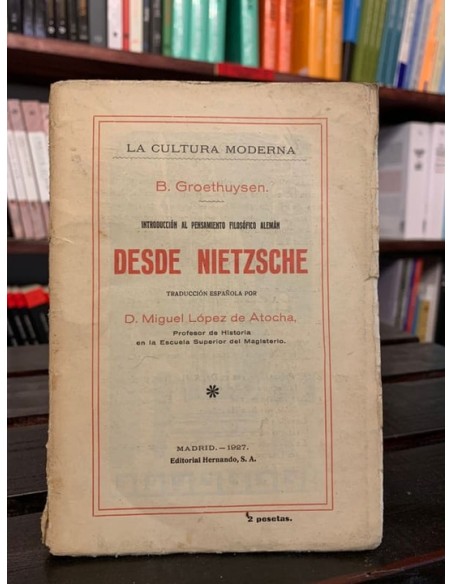 LA CULTURA MODERNA
B. Groethuysen.
INTRODUCCIÓN AL PENSAMIENTO FILOSÓFICO ALEMÁN
DESDE NIETZSCHE
TRADUCCIÓN ESPAÑOLA POR
D. Miguel López de Atocha,
Profesor de Historia
en la Escuela Superior del Magisterio.
MADRID.—1927.
Editorial Hernando, S. A.
2 pesetas.